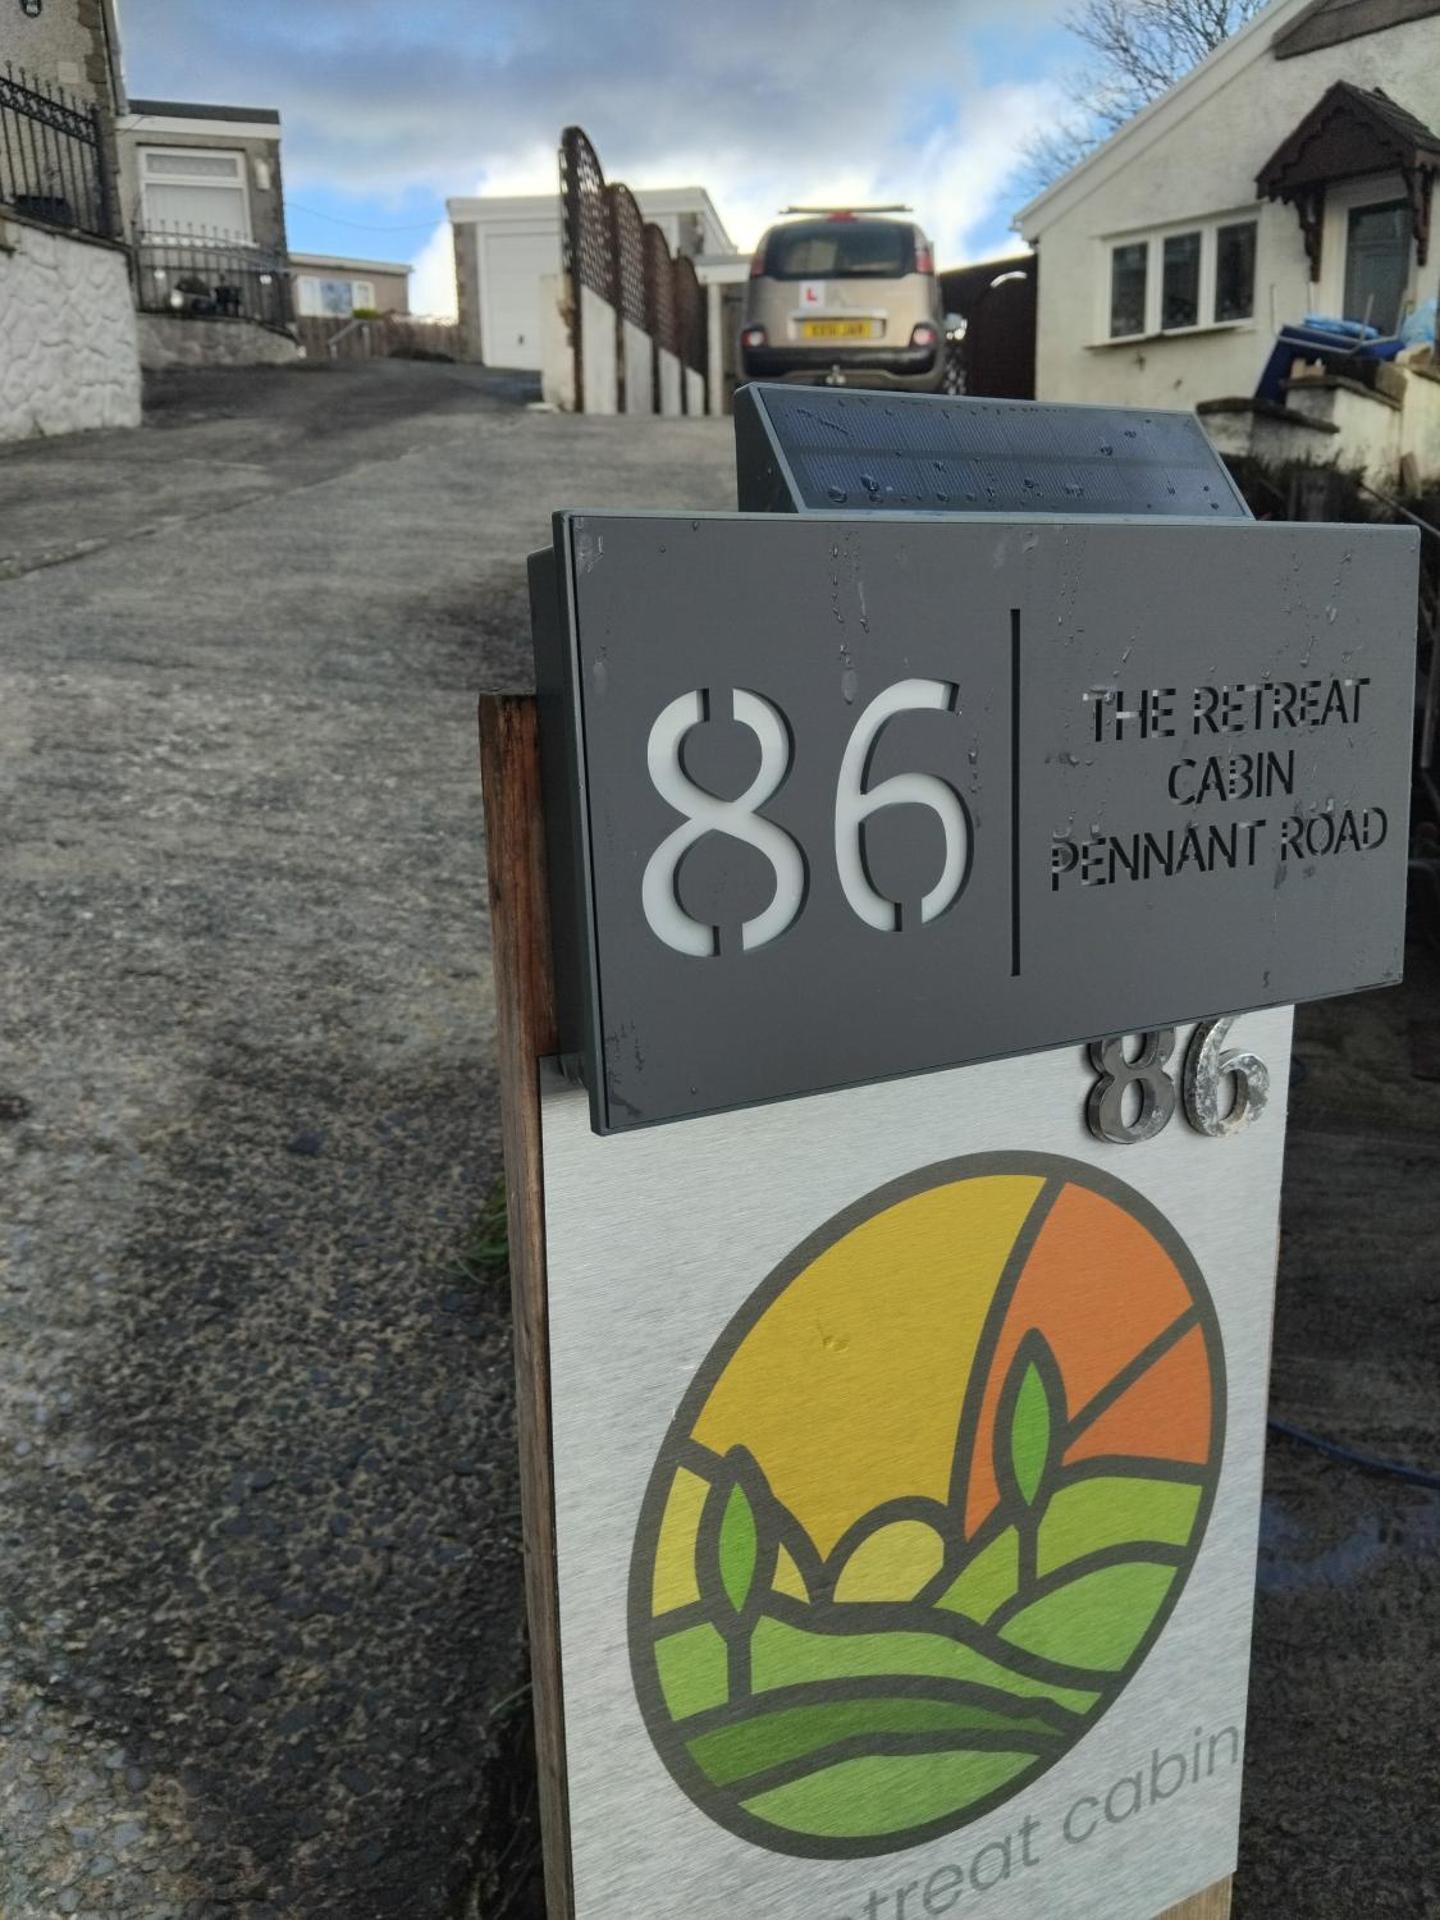 L
86
THE RETREAT
CABIN
PENNANT ROAD
86
treat cabin